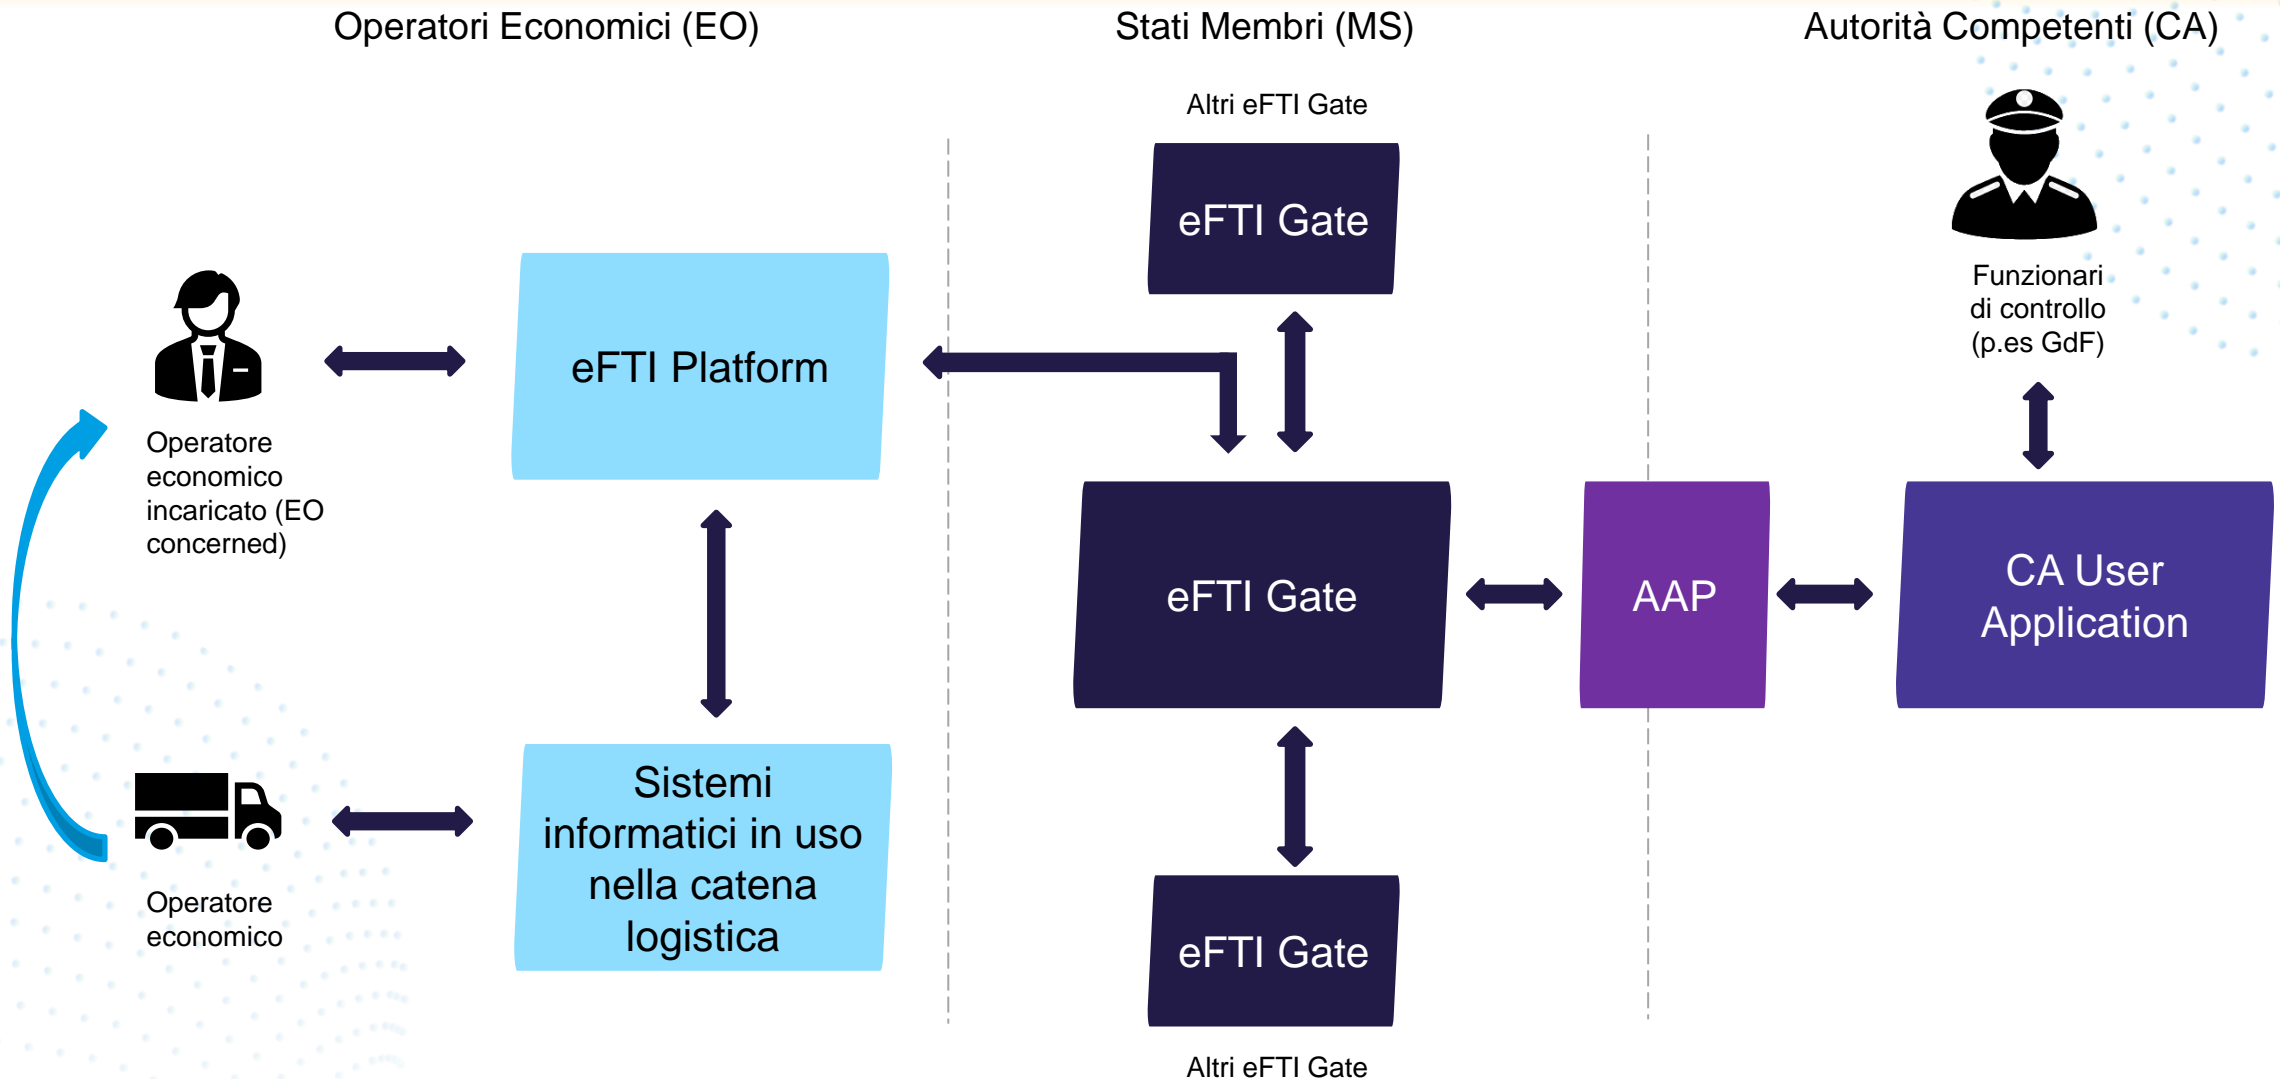 Operatori Economici (EO)
Stati Membri (MS)
Autorità Competenti (CA)
Altri eFTI Gate
eFTI Gate
Funzionari
di controllo
(p.es GdF)
eFTI Platform
Operatore
economico
incaricato (EO
concerned)
eFTI Gate
AAP
CA User
Application
Sistemi
informatici in uso
nella catena
logistica
Operatore
economico
eFTI Gate
Altri eFTI Gate